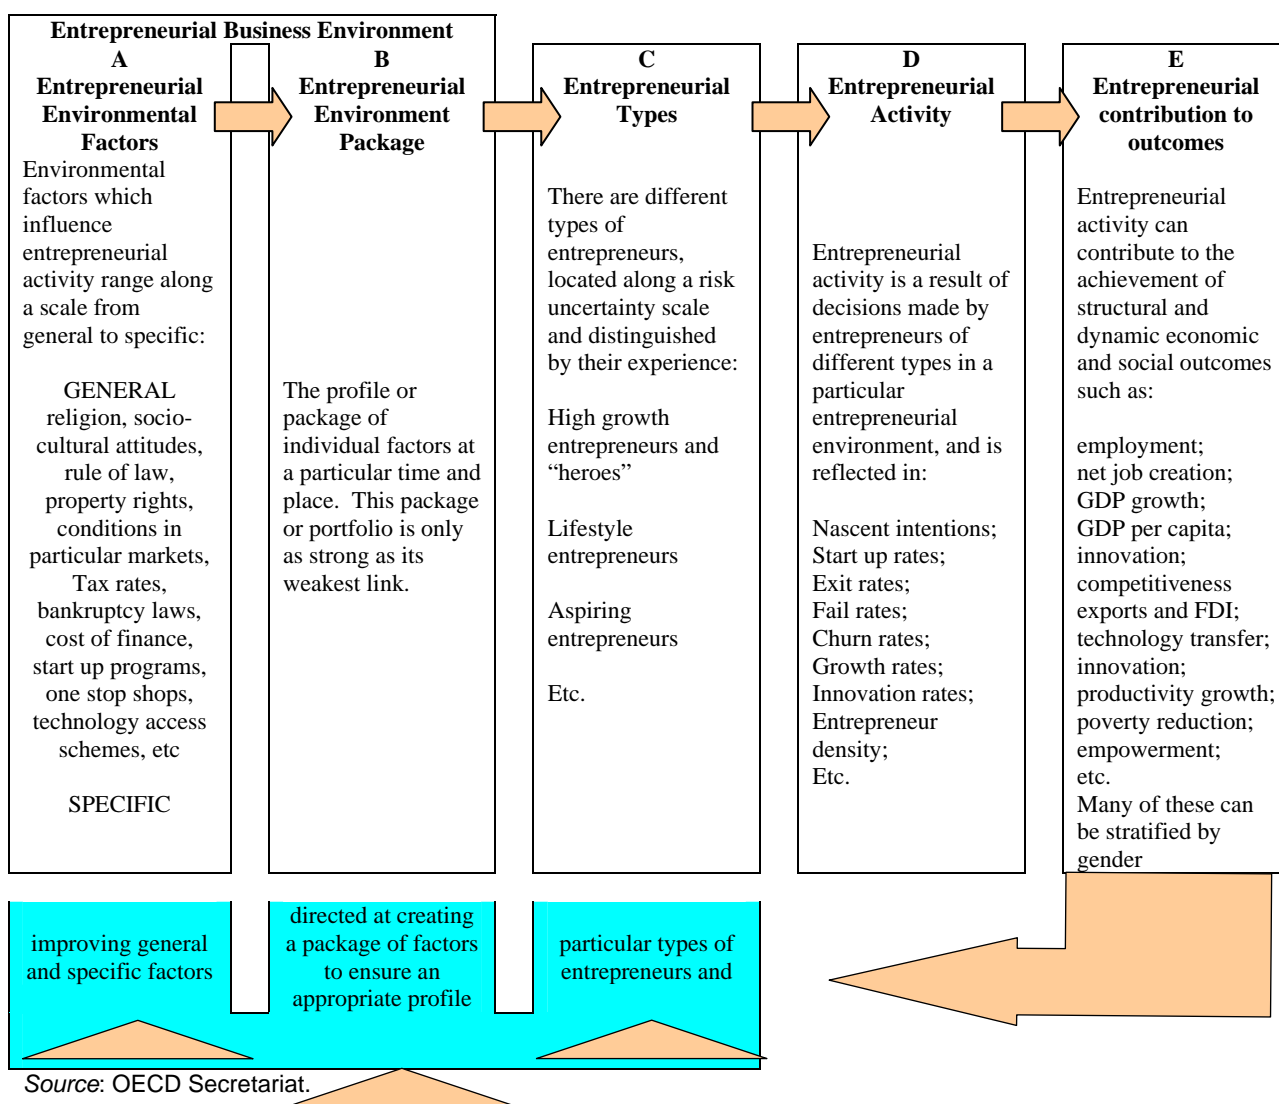 Entrepreneurial Business Environment
A
Entrepreneurial
Environmental
Factors
Environmental
factors which
influence
entrepreneurial
activity range along
a scale from
general to specific:
GENERAL
religion, socio-
cultural attitudes,
rule of law,
property rights,
conditions in
particular markets,
Tax rates,
bankruptcy laws,
cost of finance,
start up programs,
one stop shops,
technology access
schemes, etc
SPECIFIC
B
Entrepreneurial
Environment
Package
The profile or
package of
individual factors at
a particular time and
place.  This package
or portfolio is only
as strong as its
weakest link.
C
Entrepreneurial
Types
There are different
types of
entrepreneurs,
located along a risk
uncertainty scale
and distinguished
by their experience:
High growth
entrepreneurs and
“heroes”
Lifestyle
entrepreneurs
Aspiring
entrepreneurs
Etc.
D
Entrepreneurial
Activity
Entrepreneurial
activity is a result of
decisions made by
entrepreneurs of
different types in a
particular
entrepreneurial
environment, and is
reflected in:
Nascent intentions;
Start up rates;
Exit rates;
Fail rates;
Churn rates;
Growth rates;
Innovation rates;
Entrepreneur
density;
Etc.
E
Entrepreneurial
contribution to
outcomes
Entrepreneurial
activity can
contribute to the
achievement of
structural and
dynamic economic
and social outcomes
such as:
employment;
net job creation;
GDP growth;
GDP per capita;
innovation;
competitiveness
exports and FDI;
technology transfer;
innovation;
productivity growth;
poverty reduction;
empowerment;
etc.
Many of these can
be stratified by
gender
improving general
and specific factors
directed at creating
a package of factors
to ensure an
appropriate profile
particular types of
entrepreneurs and
Source: OECD Secretariat.